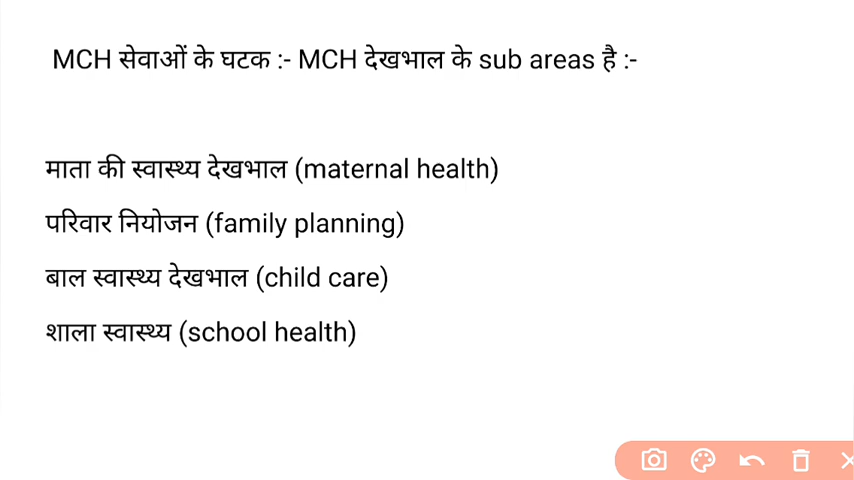 MCH सेवाओं के घटक :- MCH देखभाल के sub areas है :-
माता की स्वास्थ्य देखभाल (maternal health)
परिवार नियोजन (family planning)
बाल स्वास्थ्य देखभाल (child care)
शाला स्वास्थ्य (school health)